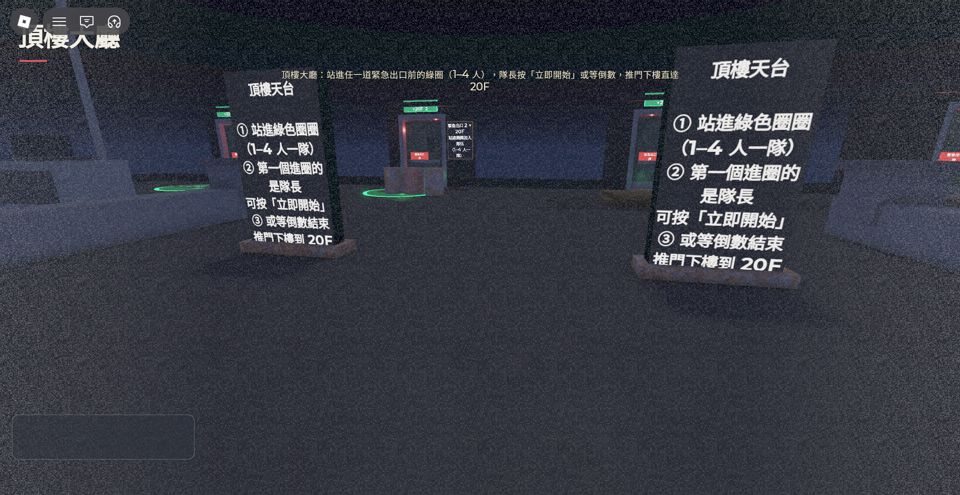 頂樓大廳
頂樓大廳：站進任一道緊急出口前的綠圈（1–4 人），隊長按「立即開始」或等倒數，推門下樓直達
20F
頂樓天台
① 站進綠色圈圈
（1–4 人一隊）
② 第一個進圈的
是隊長
可按「立即開始」
③ 或等倒數結束
推門下樓到 20F
頂樓天台
① 站進綠色圈圈
（1–4 人一隊）
② 第一個進圈的
是隊長
可按「立即開始」
③ 或等倒數結束
推門下樓到 20F
緊急出口 2
20F